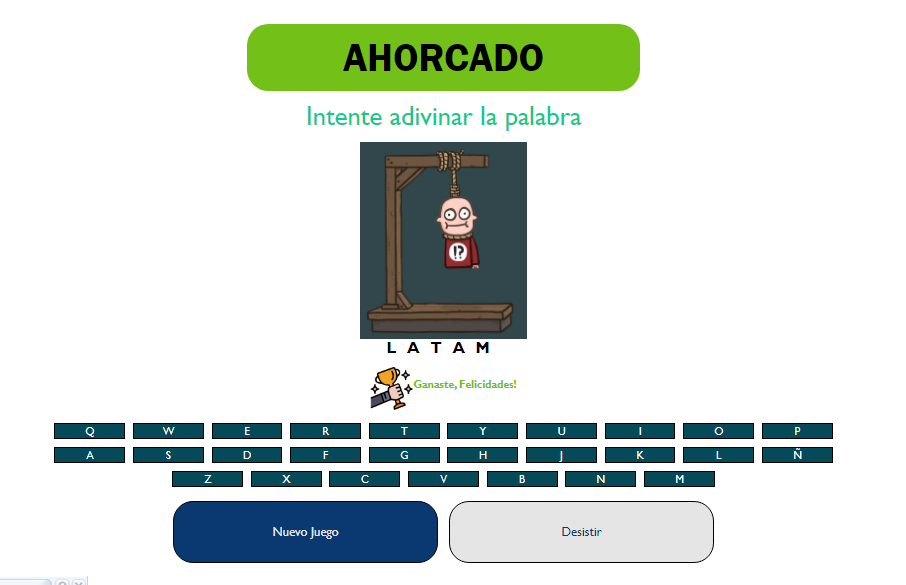 AHORCADO
Intente adivinar la palabra
!?
L A T A M
Ganaste, Felicidades!
Q W E R T Y U I O P
A S D F G H J K L Ñ
Z X C V B N M
Nuevo Juego Desistir